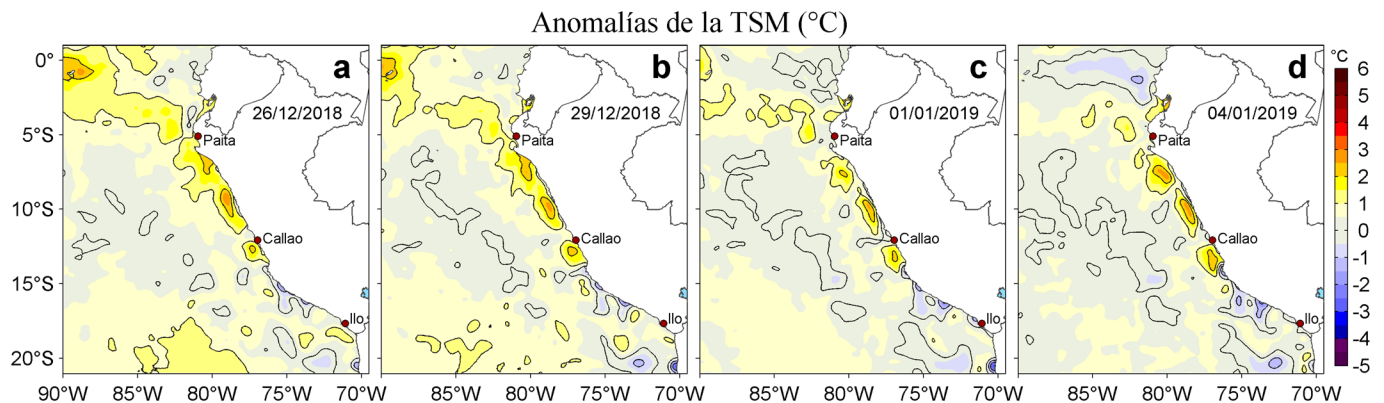 Anomalías de la TSM (°C)
a
b
c
d
26/12/2018
29/12/2018
01/01/2019
04/01/2019
Paita
Callao
Ilo
Paita
Callao
Ilo
Paita
Callao
Ilo
Paita
Callao
Ilo
0°
5°S
10°S
15°S
20°S
90°W 85°W 80°W 75°W 70°W
85°W 80°W 75°W 70°W
85°W 80°W 75°W 70°W
85°W 80°W 75°W 70°W
°C
6
5
4
3
2
1
0
-1
-2
-3
-4
-5